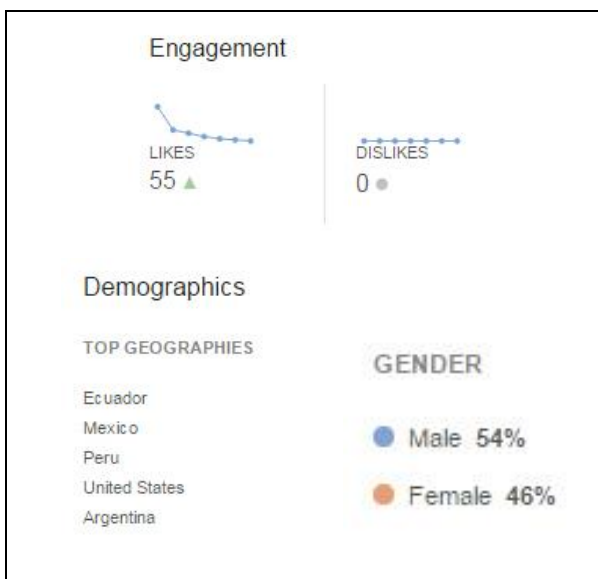 Engagement
LIKES
55
DISLIKES
0
Demographics
TOP GEOGRAPHIES
Ecuador
Mexico
Peru
United States
Argentina
GENDER
Male 54%
Female 46%